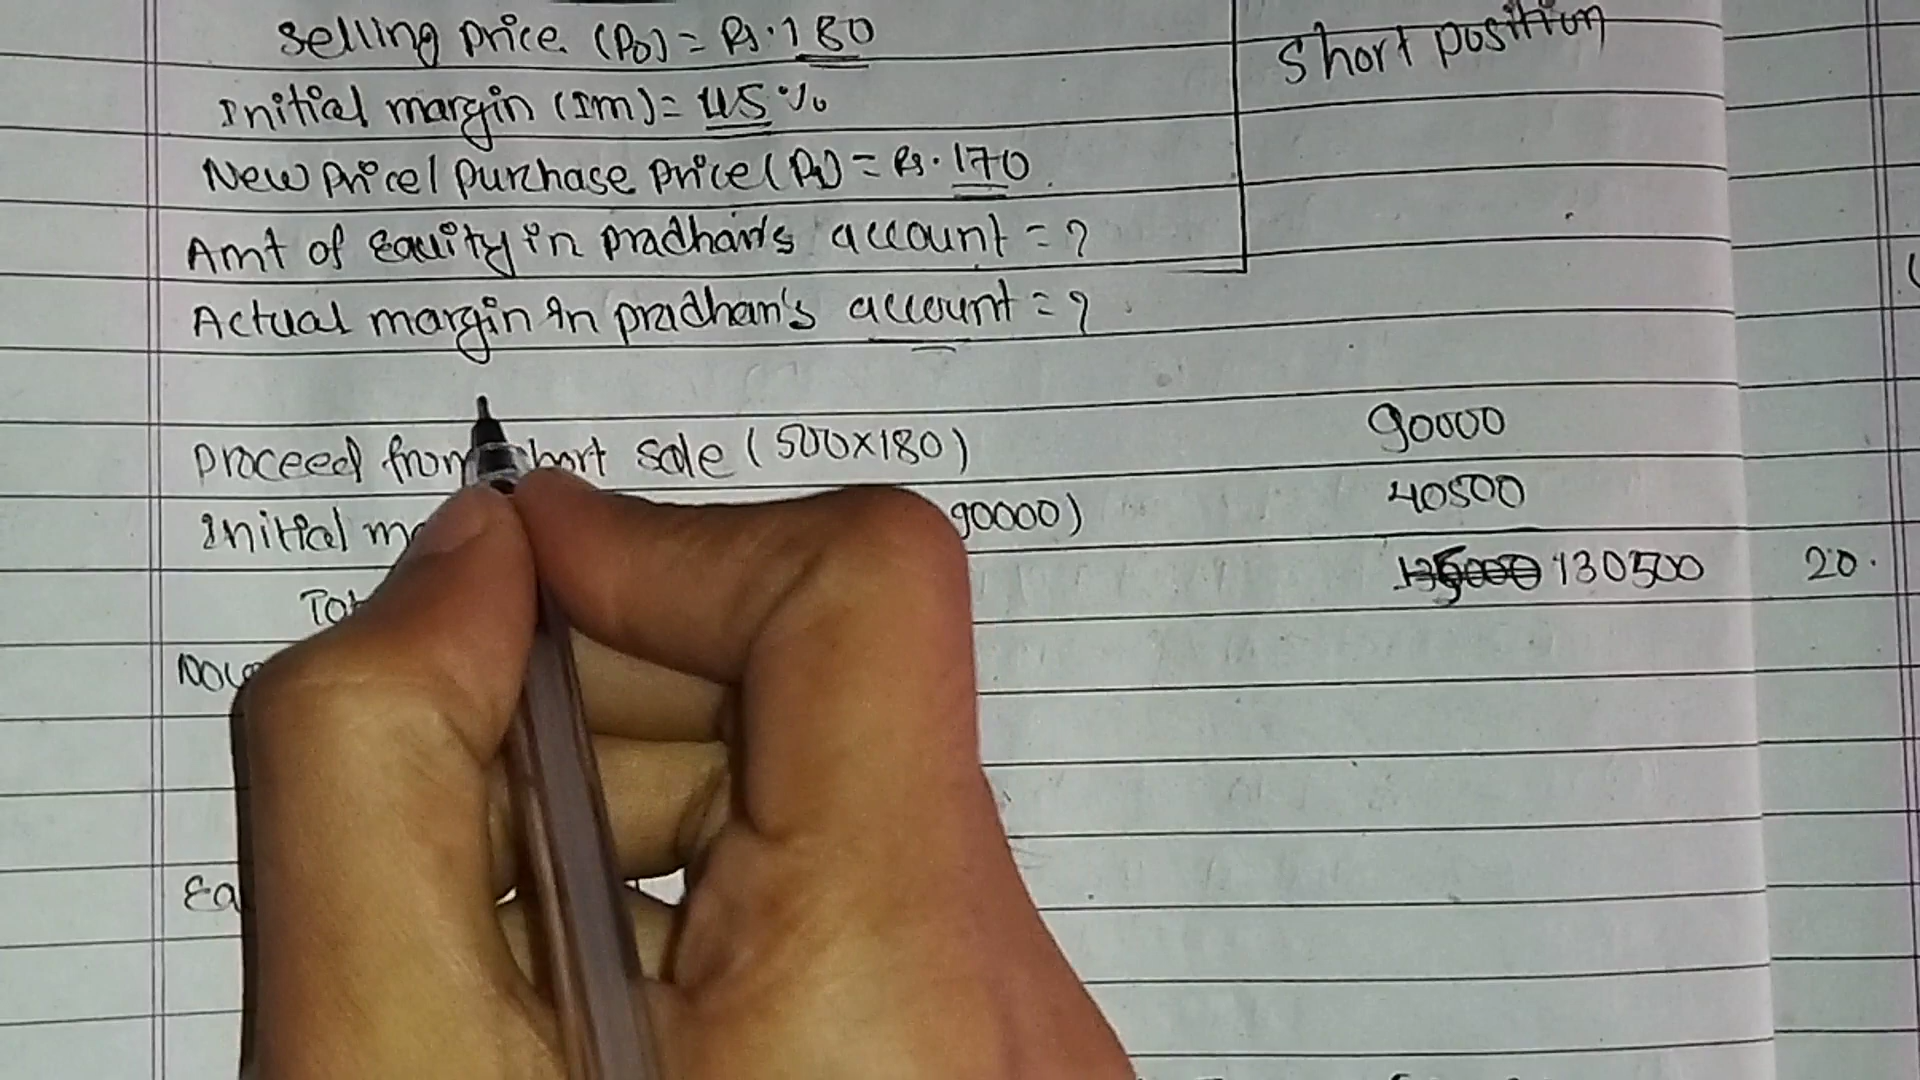 Selling price (P0) = Rs. 180
Short position
Initial margin (Im) = 45 %
New price/purchase price (P1) = Rs. 170
Amt of Equity in pradhan's account = ?
Actual margin in pradhan's account = ?
proceed from short sale (500×180) 90000
Initial 90000) 40500
130500 20.